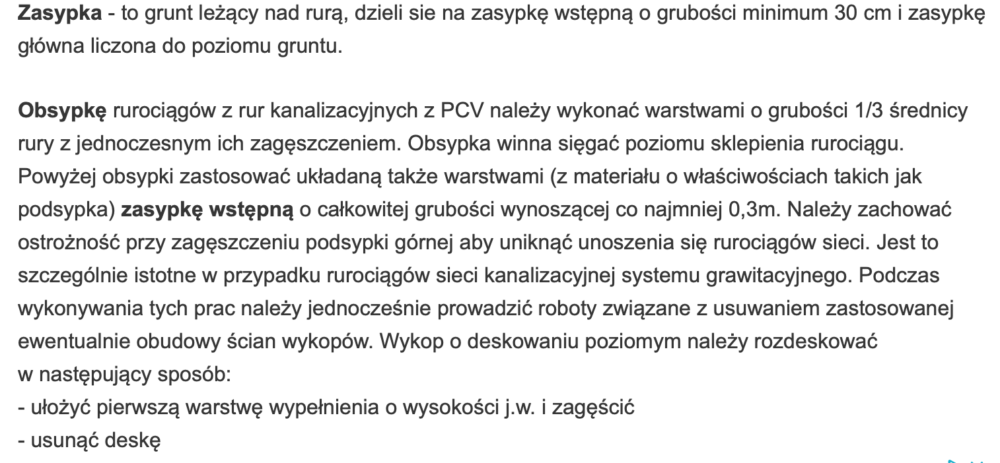 Zasypka - to grunt leżący nad rurą, dzieli sie na zasypkę wstępną o grubości minimum 30 cm i zasypkę
główna liczona do poziomu gruntu.
Obsypkę rurociągów z rur kanalizacyjnych z PCV należy wykonać warstwami o grubości 1/3 średnicy
rury z jednoczesnym ich zagęszczeniem. Obsypka winna sięgać poziomu sklepienia rurociągu.
Powyżej obsypki zastosować układaną także warstwami (z materiału o właściwościach takich jak
podsypka) zasypkę wstępną o całkowitej grubości wynoszącej co najmniej 0,3m. Należy zachować
ostrożność przy zagęszczeniu podsypki górnej aby uniknąć unoszenia się rurociągów sieci. Jest to
szczególnie istotne w przypadku rurociągów sieci kanalizacyjnej systemu grawitacyjnego. Podczas
wykonywania tych prac należy jednocześnie prowadzić roboty związane z usuwaniem zastosowanej
ewentualnie obudowy ścian wykopów. Wykop o deskowaniu poziomym należy rozdeskować
w następujący sposób:
- ułożyć pierwszą warstwę wypełnienia o wysokości j.w. i zagęścić
- usunąć deskę